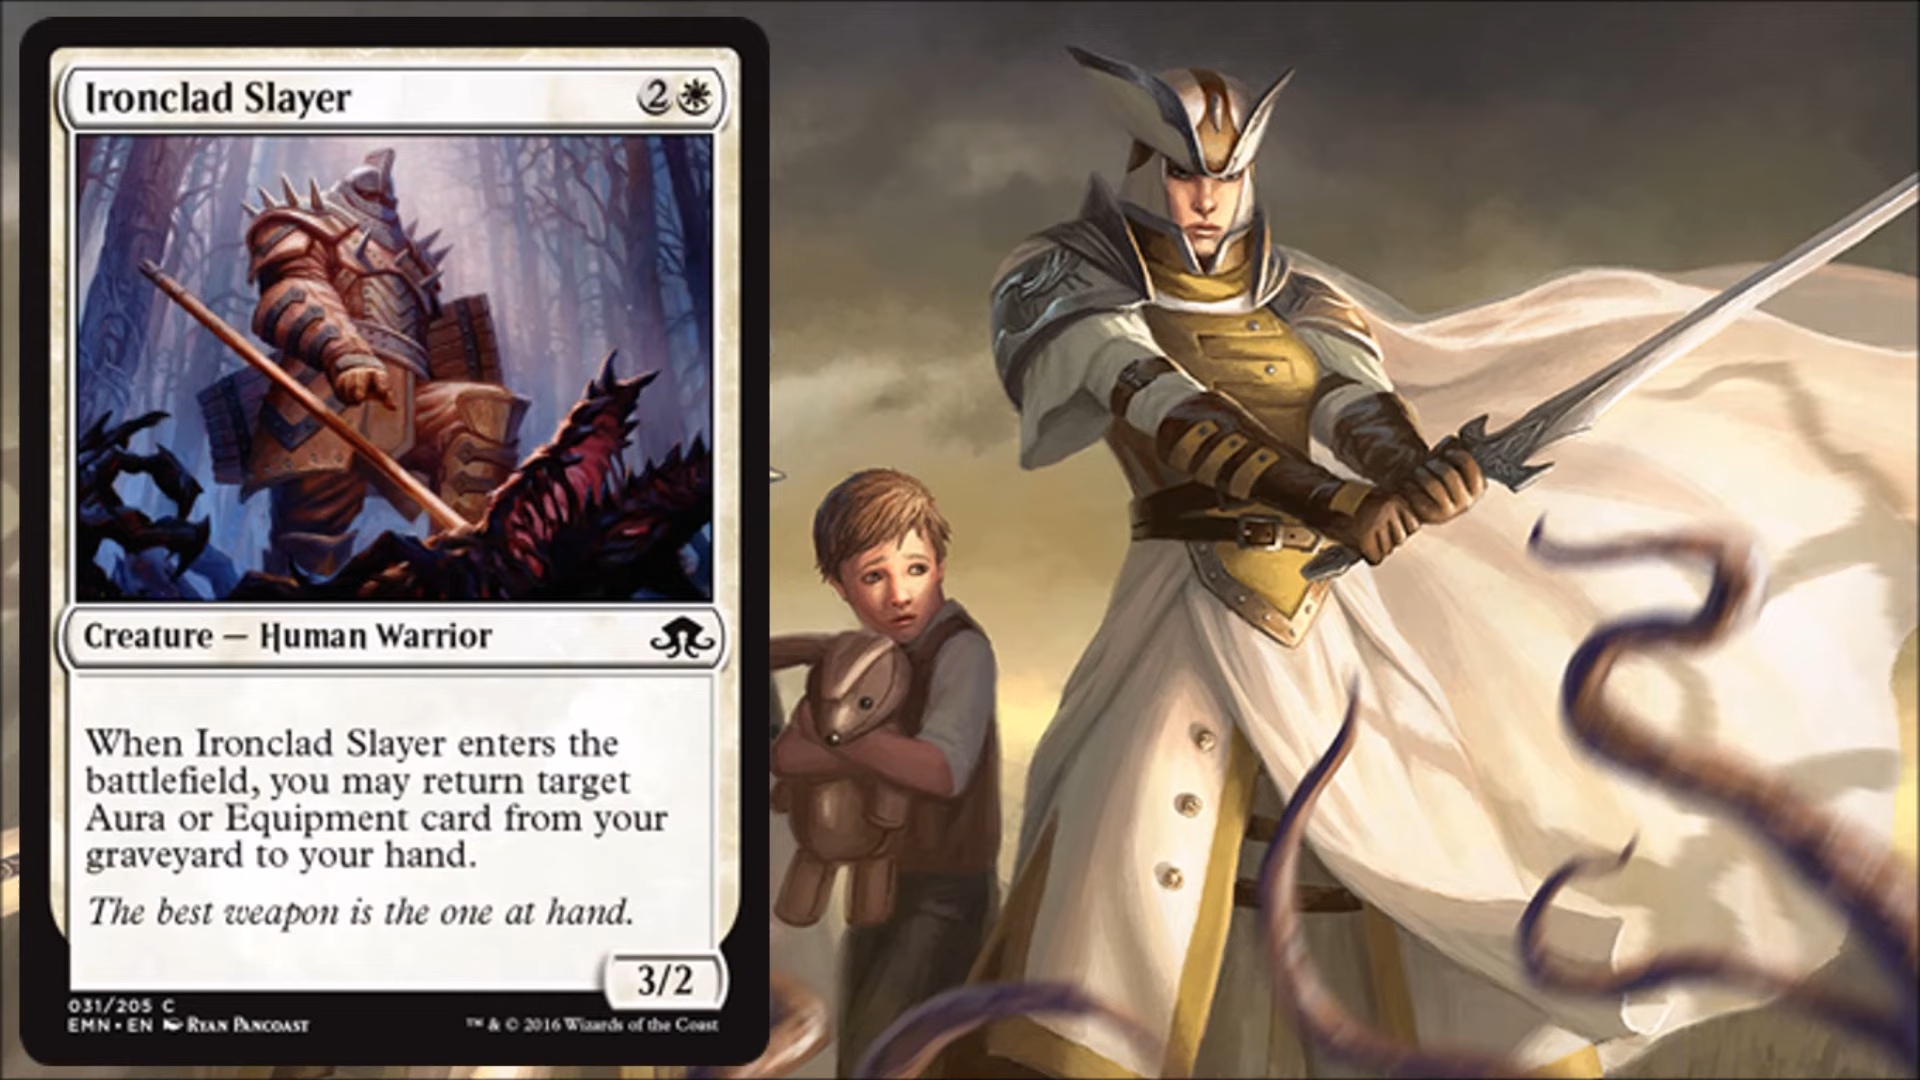 Ironclad Slayer 2
Creature — Human Warrior
When Ironclad Slayer enters the
battlefield, you may return target
Aura or Equipment card from your
graveyard to your hand.
The best weapon is the one at hand.
3/2
031/205 C
EMN • EN Ryan Pancoast
™ & © 2016 Wizards of the Coast